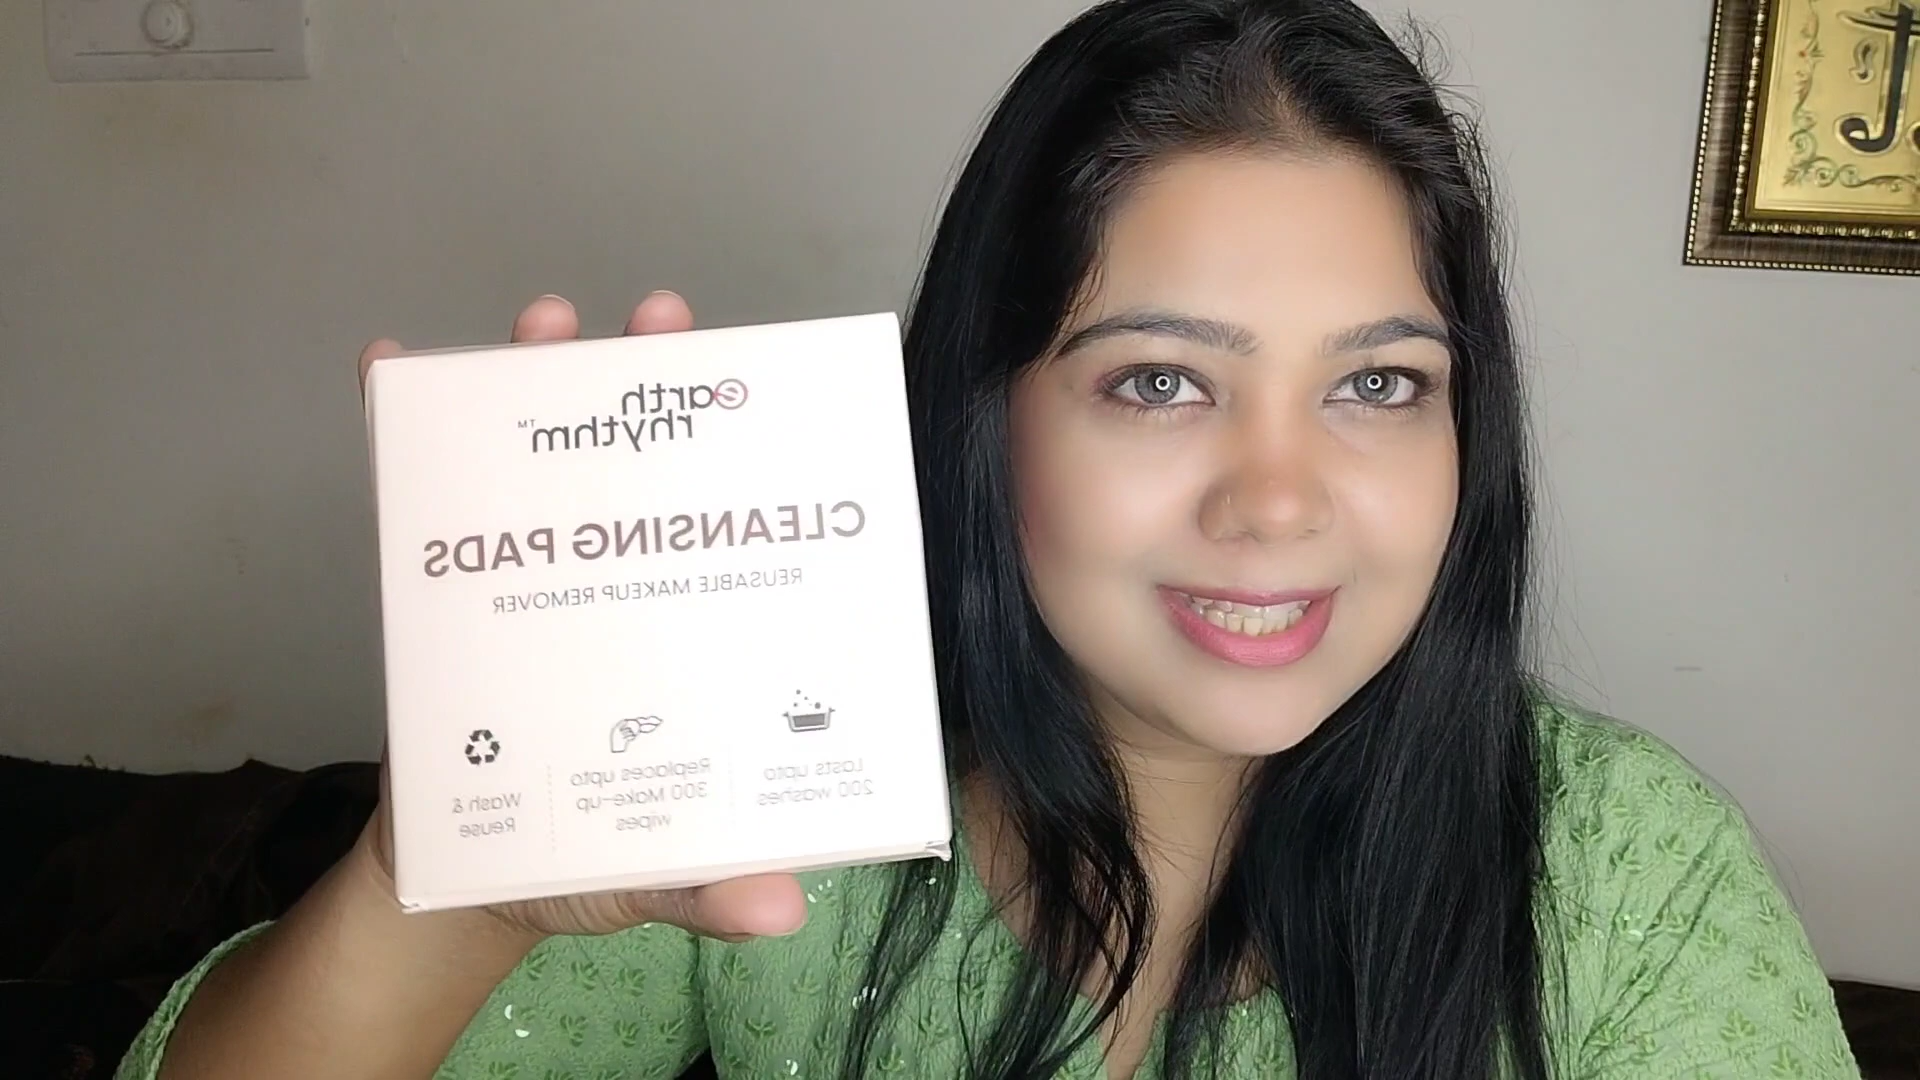 earth
rhythm™
CLEANSING PADS
REUSABLE MAKEUP REMOVER
Lasts upto
200 washes
Replaces upto
300 Make-up
wipes
Wash &
Reuse